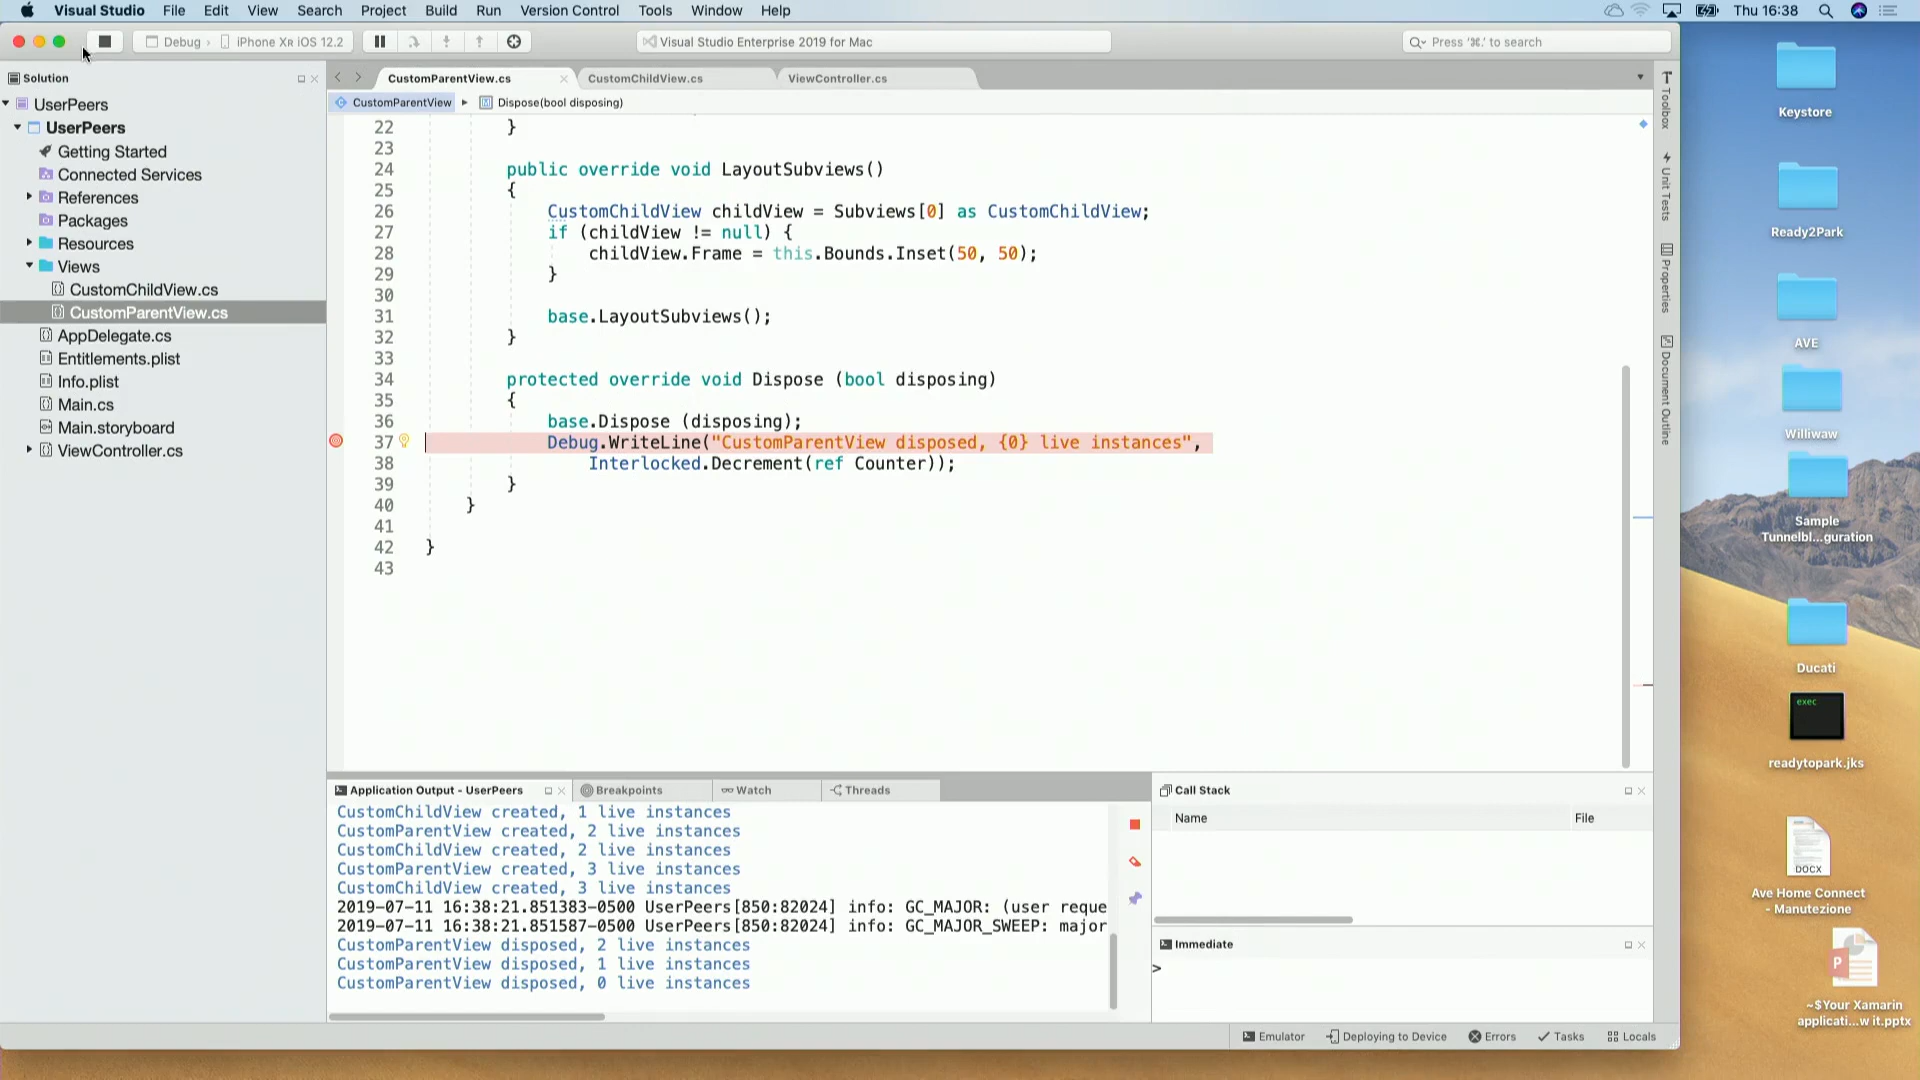 Visual Studio File Edit View Search Project Build Run Version Control Tools Window Help Thu 16:38
Debug › iPhone XR iOS 12.2 Visual Studio Enterprise 2019 for Mac Press '⌘.' to search
Solution
UserPeers
UserPeers
Getting Started
Connected Services
References
Packages
Resources
Views
CustomChildView.cs
CustomParentView.cs
AppDelegate.cs
Entitlements.plist
Info.plist
Main.cs
Main.storyboard
ViewController.cs
CustomParentView.cs CustomChildView.cs ViewController.cs
CustomParentView Dispose(bool disposing)
22 }
23
24 public override void LayoutSubviews()
25 {
26 CustomChildView childView = Subviews[0] as CustomChildView;
27 if (childView != null) {
28 childView.Frame = this.Bounds.Inset(50, 50);
29 }
30
31 base.LayoutSubviews();
32 }
33
34 protected override void Dispose (bool disposing)
35 {
36 base.Dispose (disposing);
37 Debug.WriteLine("CustomParentView disposed, {0} live instances",
38 Interlocked.Decrement(ref Counter));
39 }
40 }
41
42 }
43
Toolbox
Unit Tests
Properties
Document Outline
Application Output - UserPeers Breakpoints Watch Threads
CustomChildView created, 1 live instances
CustomParentView created, 2 live instances
CustomChildView created, 2 live instances
CustomParentView created, 3 live instances
CustomChildView created, 3 live instances
2019-07-11 16:38:21.851383-0500 UserPeers[850:82024] info: GC_MAJOR: (user reque
2019-07-11 16:38:21.851587-0500 UserPeers[850:82024] info: GC_MAJOR_SWEEP: major
CustomParentView disposed, 2 live instances
CustomParentView disposed, 1 live instances
CustomParentView disposed, 0 live instances
Call Stack
Name File
Immediate
>
Emulator Deploying to Device Errors Tasks Locals
Keystore
Ready2Park
AVE
Williwaw
Sample
Tunnelbl...guration
Ducati
exec
readytopark.jks
DOCX
Ave Home Connect
- Manutezione
P
~$Your Xamarin
applicati...w it.pptx